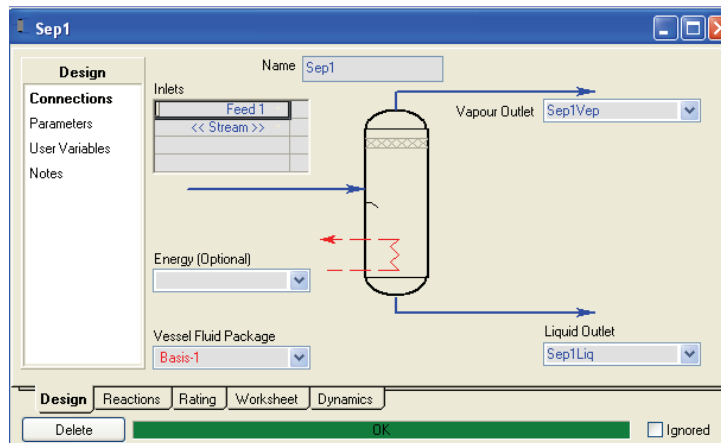 Sep1
Design
Connections
Parameters
User Variables
Notes
Name Sep1
Inlets
Feed 1
<< Stream >>
Vapour Outlet Sep1Vep
Energy (Optional)
Vessel Fluid Package
Basis-1
Liquid Outlet
Sep1Liq
Design Reactions Rating Worksheet Dynamics
Delete OK Ignored